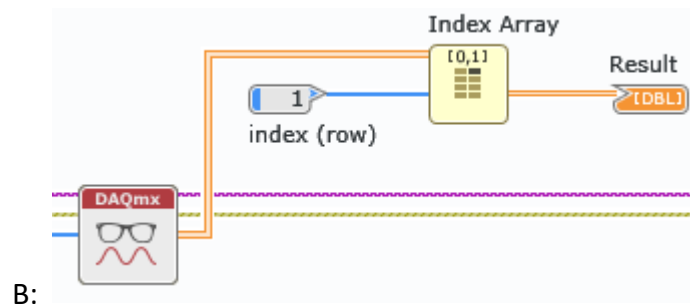 Index Array
[0,1]
Result
1
[DBL]
index (row)
DAQmx
B: